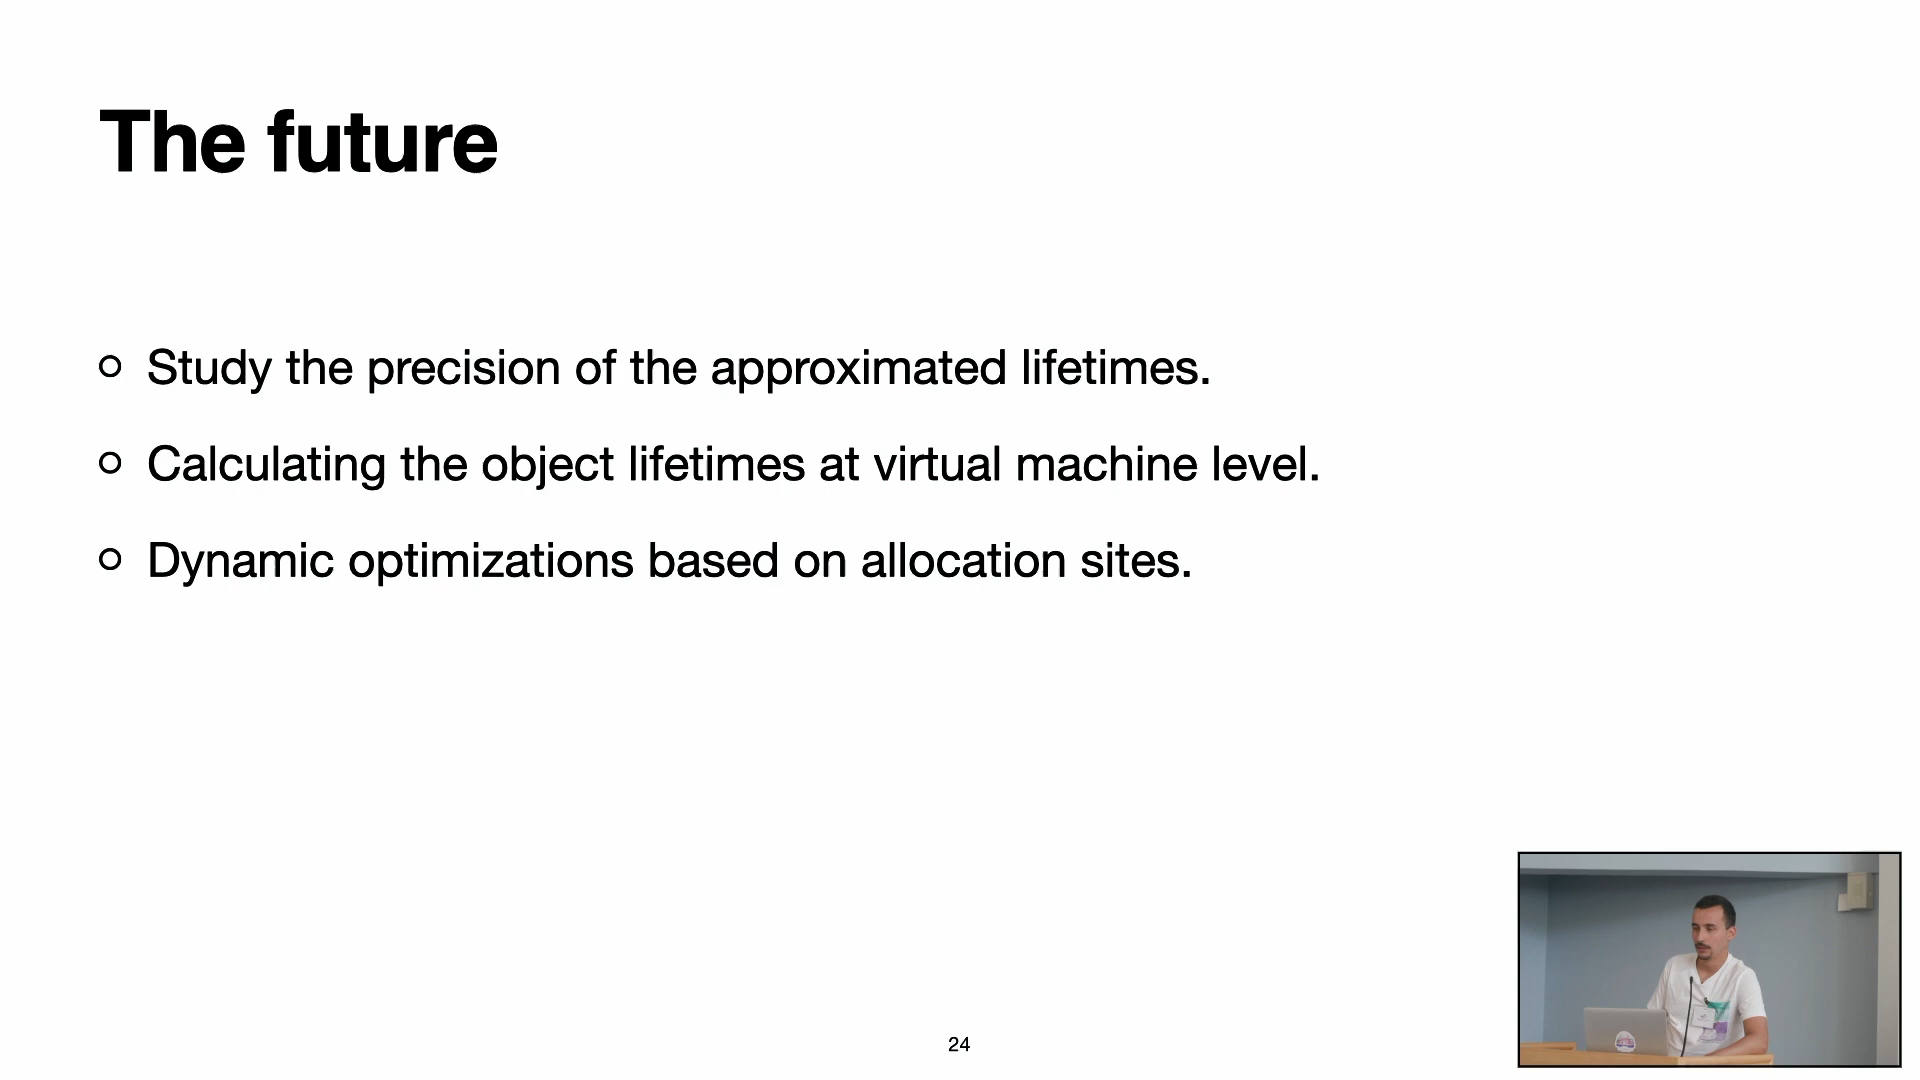 The future
Study the precision of the approximated lifetimes.
Calculating the object lifetimes at virtual machine level.
Dynamic optimizations based on allocation sites.
24